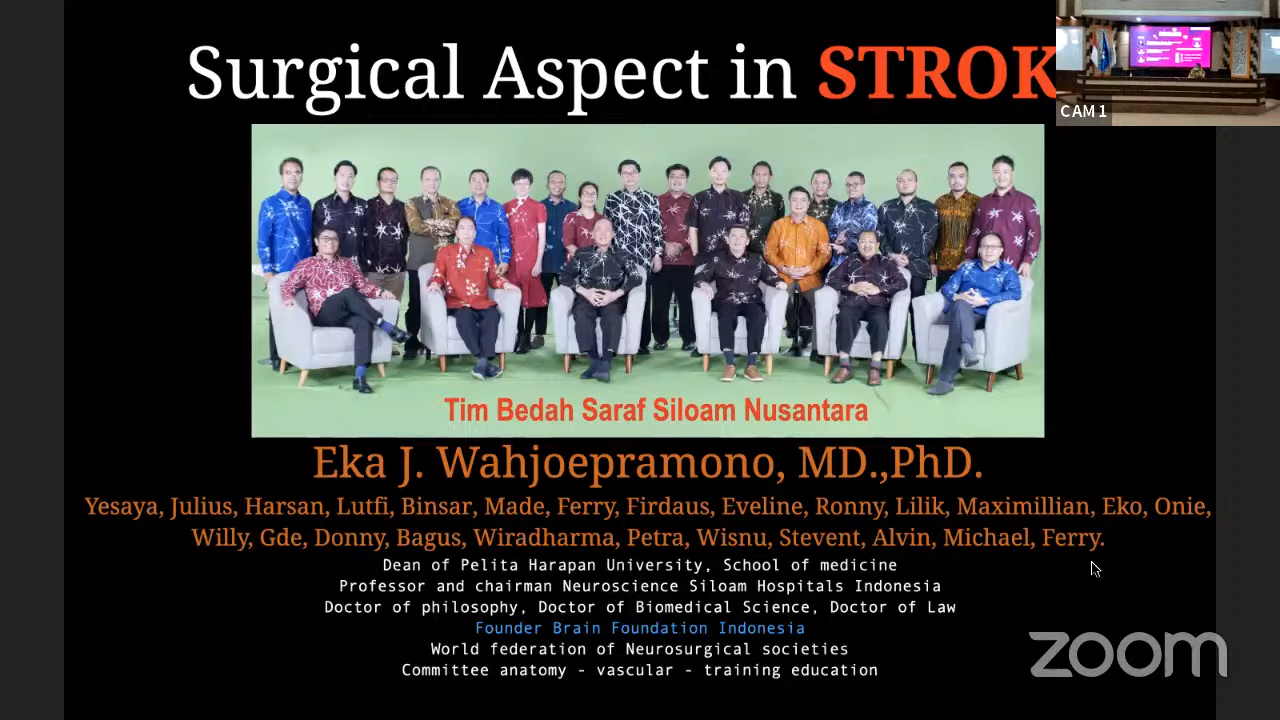 Surgical Aspect in STROK
CAM 1
Tim Bedah Saraf Siloam Nusantara
Eka J. Wahjoepramono, MD.,PhD.
Yesaya, Julius, Harsan, Lutfi, Binsar, Made, Ferry, Firdaus, Eveline, Ronny, Lilik, Maximillian, Eko, Onie,
Willy, Gde, Donny, Bagus, Wiradharma, Petra, Wisnu, Stevent, Alvin, Michael, Ferry.
Dean of Pelita Harapan University, School of medicine
Professor and chairman Neuroscience Siloam Hospitals Indonesia
Doctor of philosophy, Doctor of Biomedical Science, Doctor of Law
Founder Brain Foundation Indonesia
World federation of Neurosurgical societies
Committee anatomy - vascular - training education
zoom